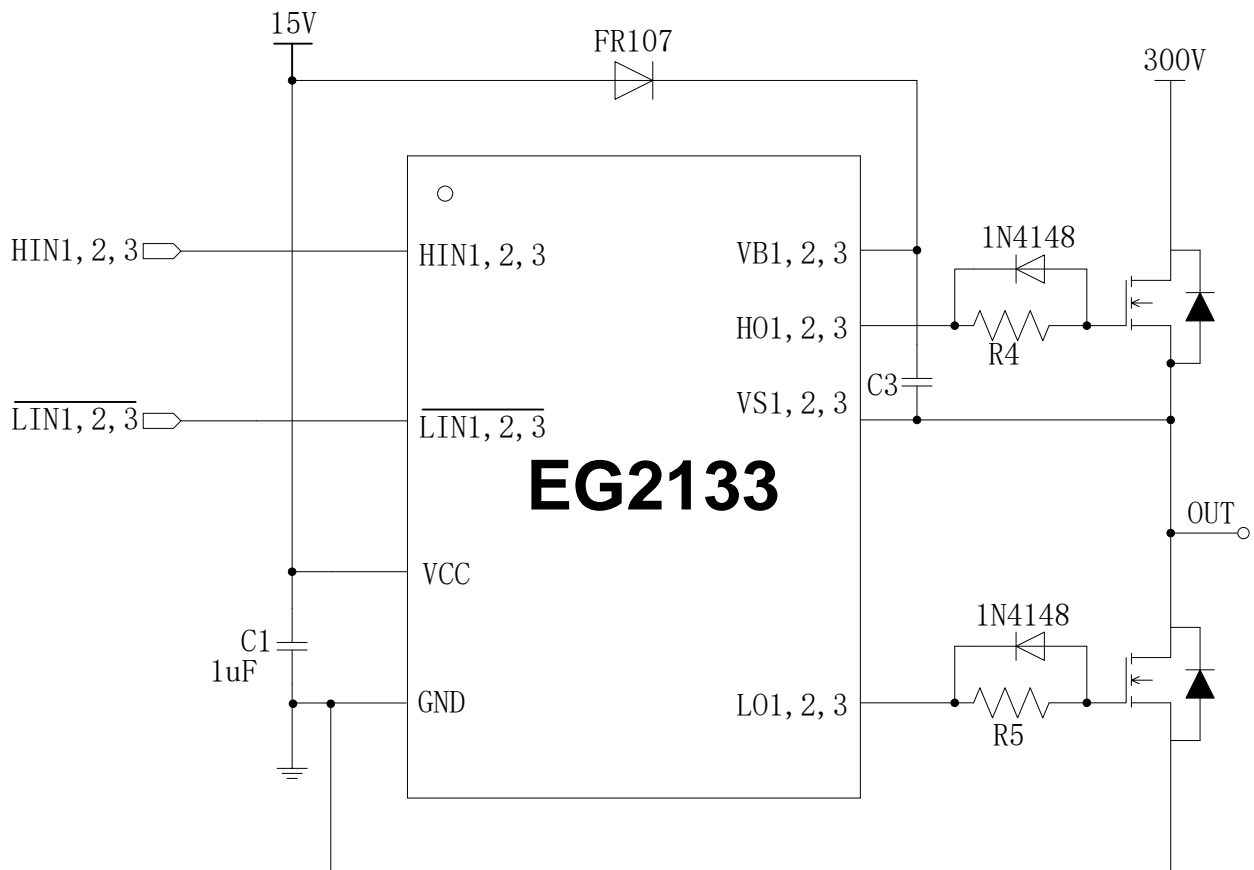 15V
FR107
300V
HIN1,2,3
HIN1,2,3
VB1,2,3
1N4148
HO1,2,3
R4
C3
VS1,2,3
LIN1,2,3
LIN1,2,3
EG2133
OUT
VCC
C1
1uF
1N4148
GND
LO1,2,3
R5